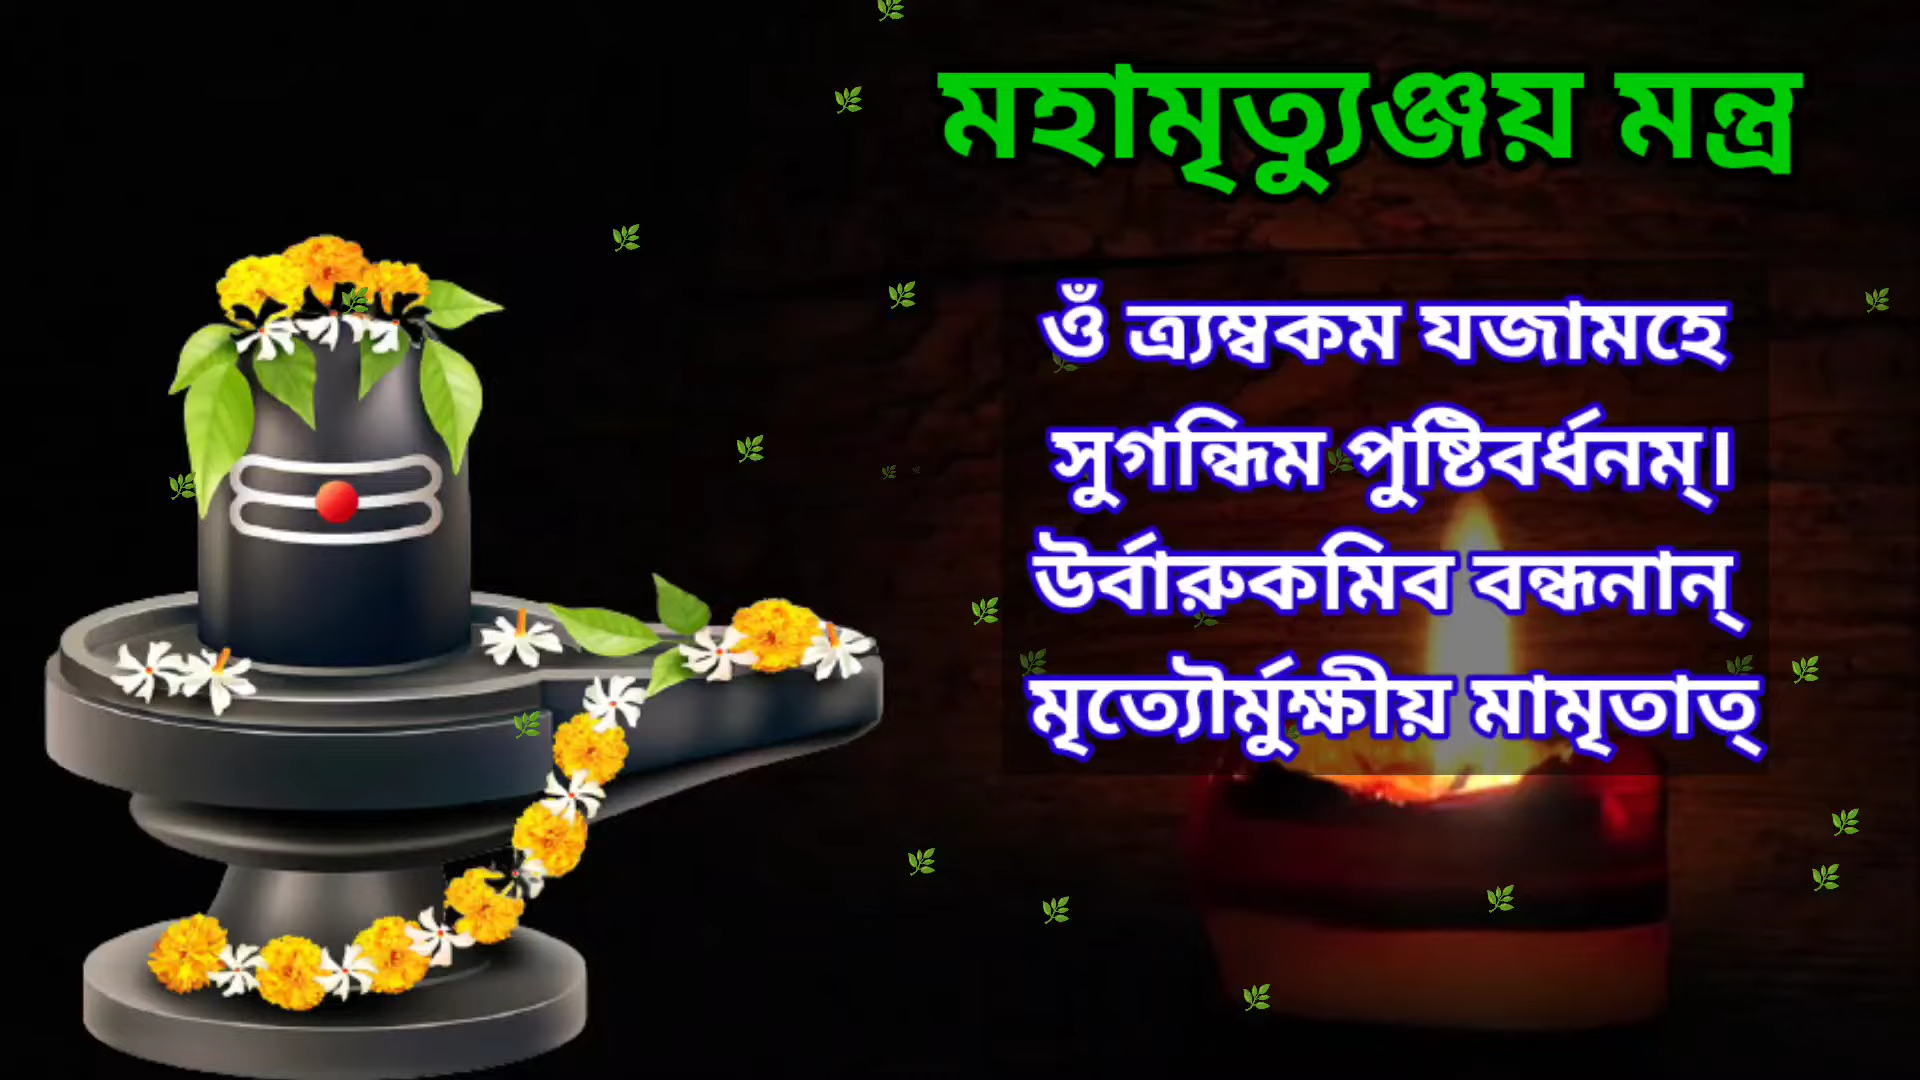 মহামৃত্যুঞ্জয় মন্ত্র
ওঁ ত্র্যম্বকম যজামহে
সুগন্ধিম পুষ্টিবর্ধনম্।
উর্বারুকমিব বন্ধনান্
মৃত্যৌর্মুক্ষীয় মামৃতাত্